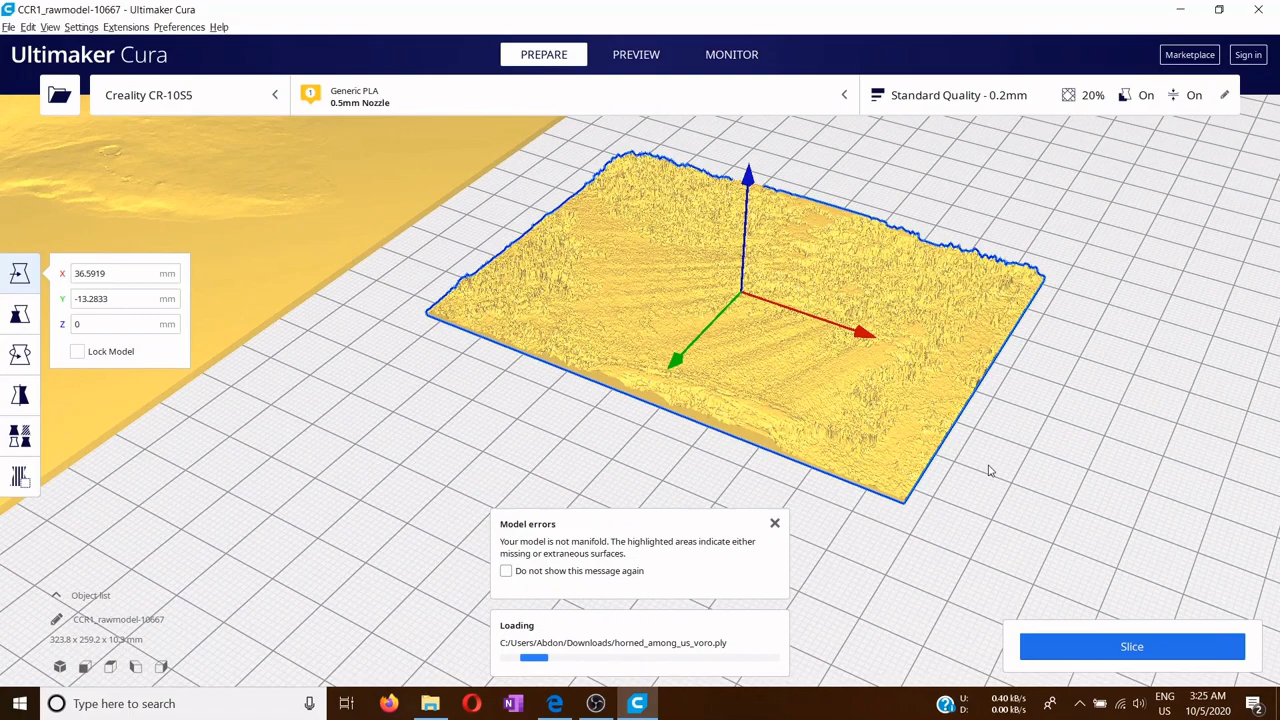 CCR1_rawmodel-10667 - Ultimaker Cura
File Edit View Settings Extensions Preferences Help
Ultimaker Cura
PREPARE
PREVIEW
MONITOR
Marketplace
Sign in
Creality CR-10S5
1
Generic PLA
0.5mm Nozzle
Standard Quality - 0.2mm
20%
On
On
X 36.5919 mm
Y -13.2833 mm
Z 0 mm
Lock Model
Model errors
Your model is not manifold. The highlighted areas indicate either
missing or extraneous surfaces.
Do not show this message again
Object list
CCR1_rawmodel-10667
323.8 x 259.2 x 10.3 mm
Loading
C:/Users/Abdon/Downloads/horned_among_us_voro.ply
Slice
Type here to search
U: 0.40 kB/s
D: 0.00 kB/s
ENG
US
3:25 AM
10/5/2020
2